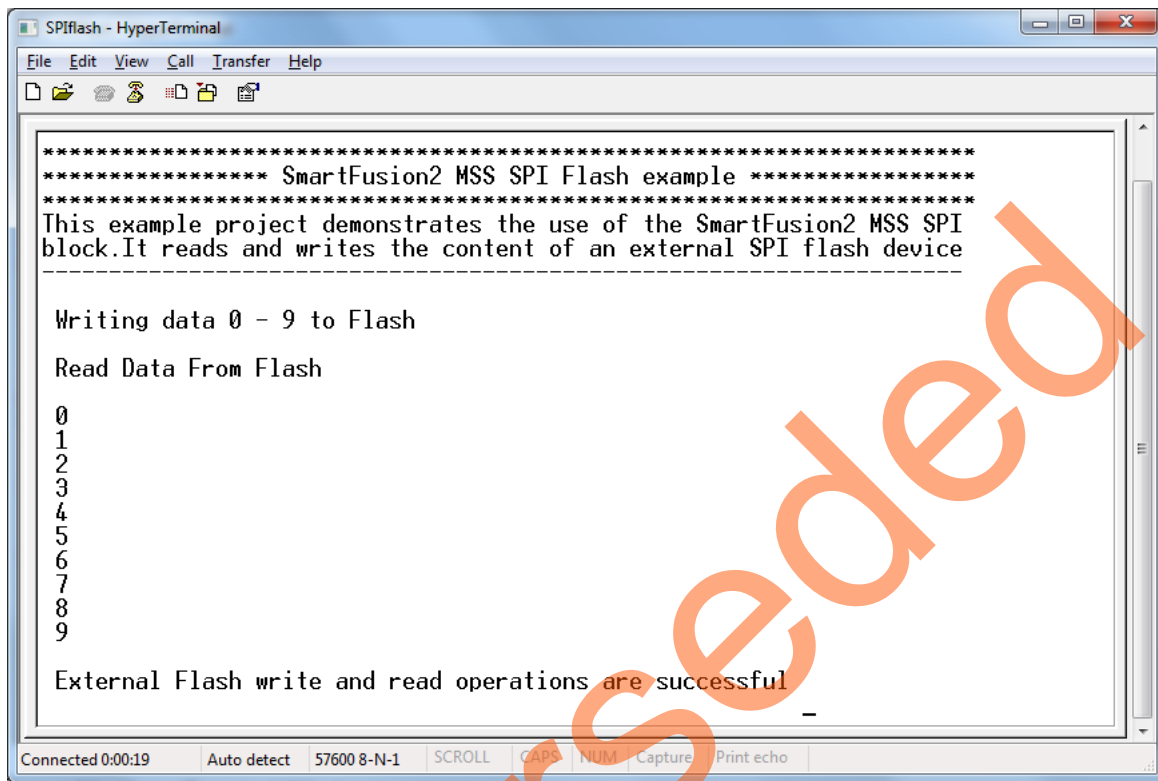 SPIflash - HyperTerminal
File Edit View Call Transfer Help
**********************************************************************
***************** SmartFusion2 MSS SPI Flash example *****************
**********************************************************************
This example project demonstrates the use of the SmartFusion2 MSS SPI
block.It reads and writes the content of an external SPI flash device
---------------------------------------------------------------------
Writing data 0 - 9 to Flash
Read Data From Flash
0
1
2
3
4
5
6
7
8
9
External Flash write and read operations are successful
_
Connected 0:00:19 Auto detect 57600 8-N-1 SCROLL CAPS NUM Capture Print echo
rseded